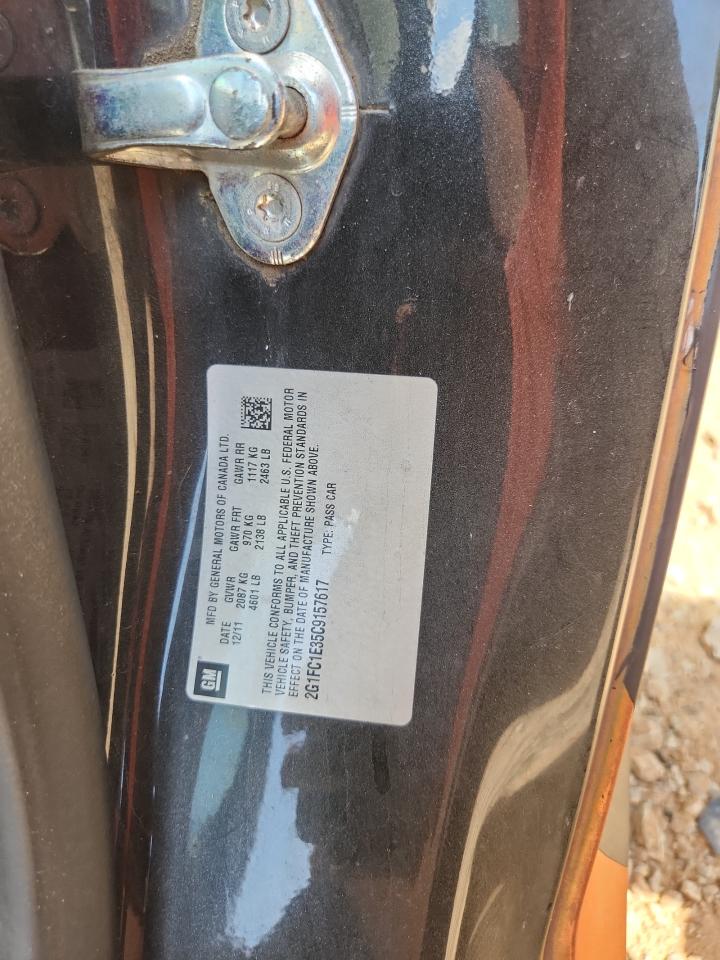 GM
MFD BY GENERAL MOTORS OF CANADA LTD.
DATE GVWR GAWR FRT GAWR RR
12/11 2087 KG 970 KG 1117 KG
4601 LB 2138 LB 2463 LB
THIS VEHICLE CONFORMS TO ALL APPLICABLE U.S. FEDERAL MOTOR
VEHICLE SAFETY, BUMPER, AND THEFT PREVENTION STANDARDS IN
EFFECT ON THE DATE OF MANUFACTURE SHOWN ABOVE.
2G1FC1E35C9157617 TYPE: PASS CAR